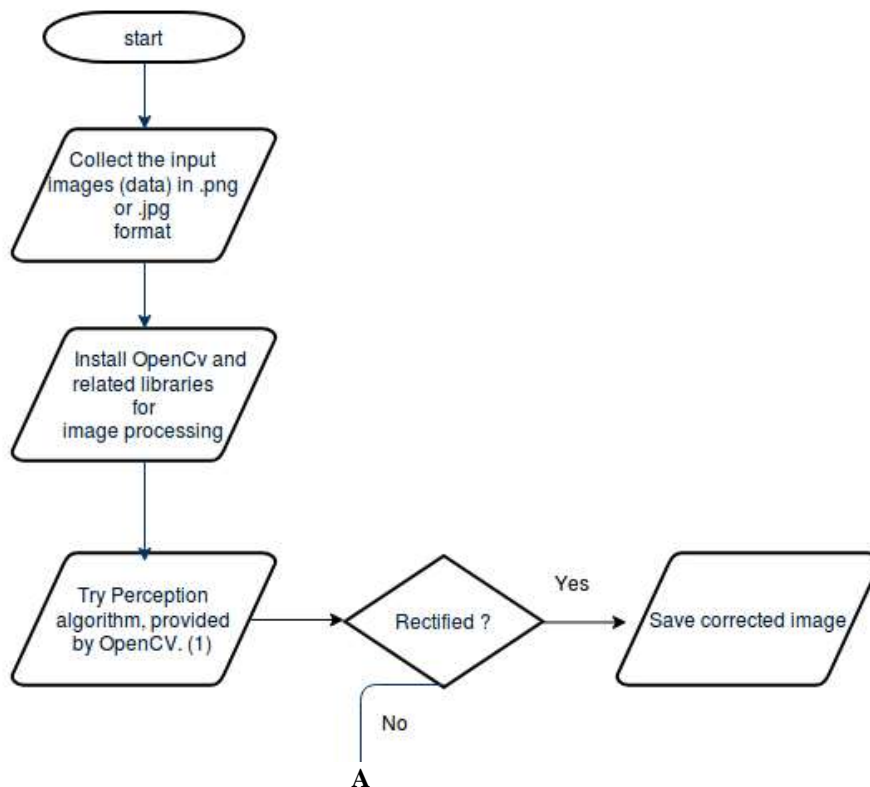 start
Collect the input
images (data) in .png
or .jpg
format
Install OpenCv and
related libraries
for
image processing
Try Perception
algorithm, provided
by OpenCV. (1)
Rectified ?
Yes
Save corrected image
No
A